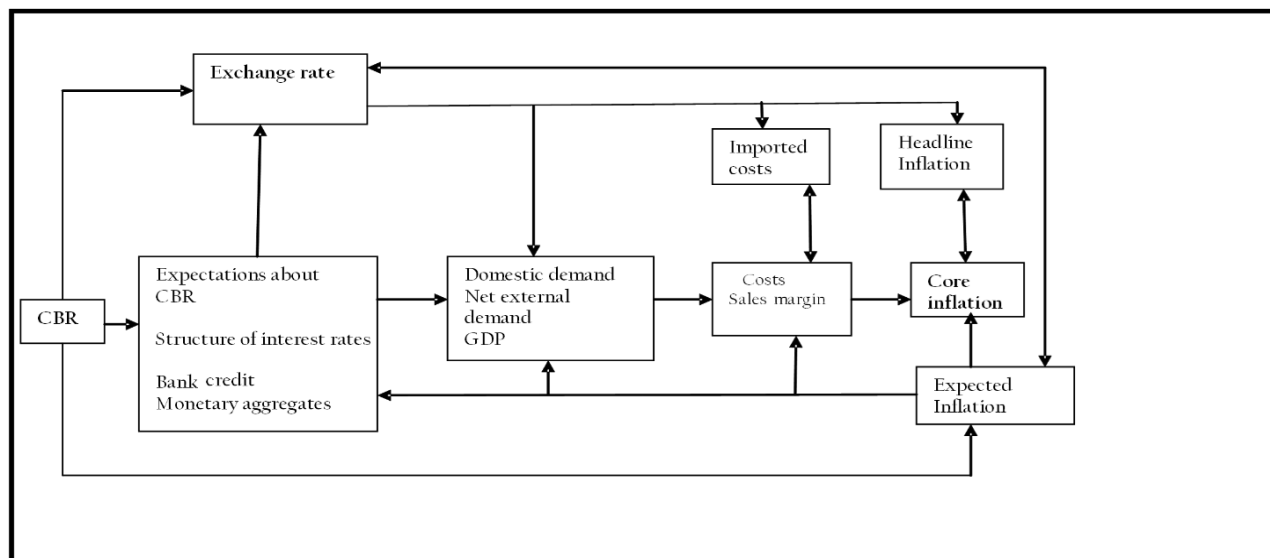 Exchange rate
Imported
costs
Headline
Inflation
CBR
Expectations about
CBR
Structure of interest rates
Bank credit
Monetary aggregates
Domestic demand
Net external
demand
GDP
Costs
Sales margin
Core
inflation
Expected
Inflation